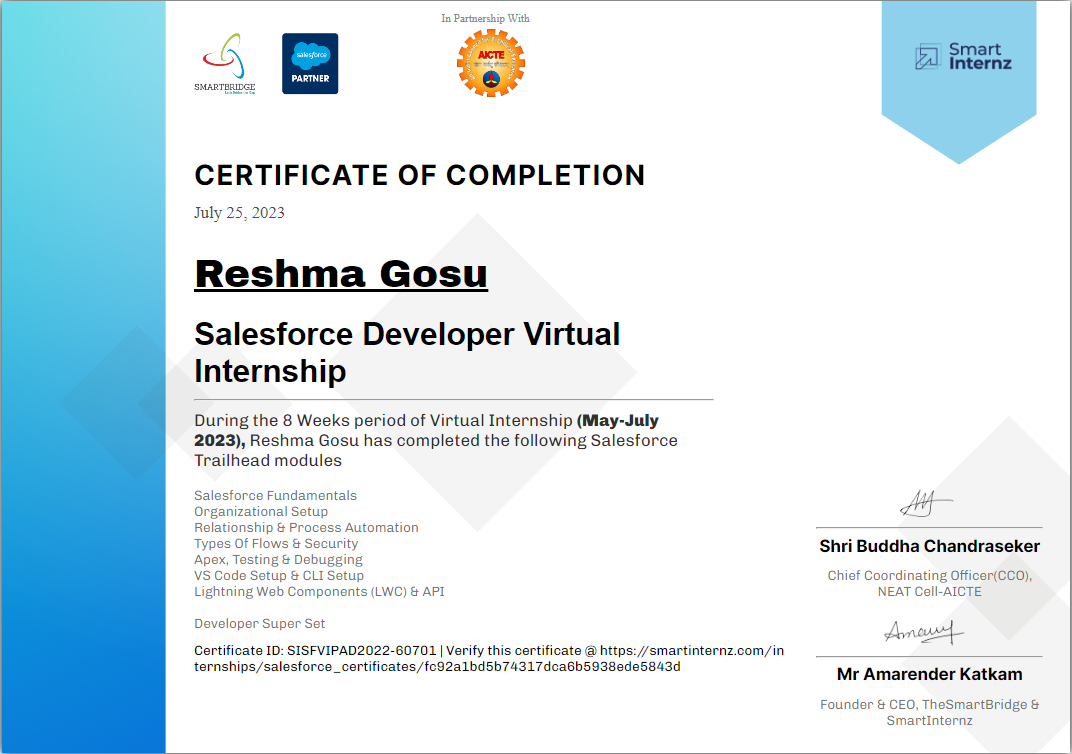 In Partnership With
SMARTBRIDGE
salesforce
PARTNER
AICTE
Smart
Internz
CERTIFICATE OF COMPLETION
July 25, 2023
Reshma Gosu
Salesforce Developer Virtual
Internship
During the 8 Weeks period of Virtual Internship (May-July
2023), Reshma Gosu has completed the following Salesforce
Trailhead modules
Salesforce Fundamentals
Organizational Setup
Relationship & Process Automation
Types Of Flows & Security
Apex, Testing & Debugging
VS Code Setup & CLI Setup
Lightning Web Components (LWC) & API
Developer Super Set
Certificate ID: SISFVIPAD2022-60701 | Verify this certificate @ https://smartinternz.com/in
ternships/salesforce_certificates/fc92a1bd5b74317dca6b5938ede5843d
Shri Buddha Chandraseker
Chief Coordinating Officer(CCO),
NEAT Cell-AICTE
Mr Amarender Katkam
Founder & CEO, TheSmartBridge &
SmartInternz